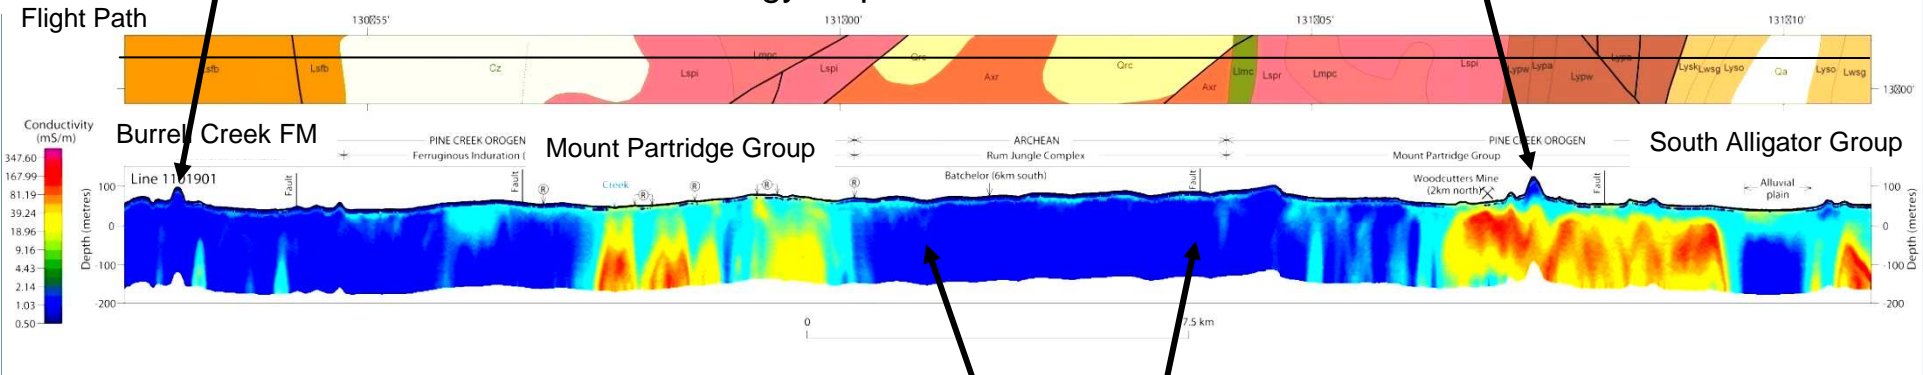 Flight Path
130 55'
131 00'
131 05'
131 10'
Lsfb
Lsfb
Cz
Lspi
Lmpc
Lspi
Qrc
Axr
Qrc
Axr
Llmc
Lspr
Lmpc
Lspi
Lypw
Lypa
Lypw
Lypa
Lysk
Lwsg
Lyso
Qa
Lyso
Lwsg
13 00'
Conductivity
(mS/m)
347.60
167.99
81.19
39.24
18.96
9.16
4.43
2.14
1.03
0.50
Burrell Creek FM
PINE CREEK OROGEN
Ferruginous Induration (
Mount Partridge Group
ARCHEAN
Rum Jungle Complex
PINE CREEK OROGEN
Mount Partridge Group
South Alligator Group
Line 1101901
Fault
Fault
R
Creek
R
R
R
R
Batchelor (6km south)
Fault
Woodcutters Mine
(2km north)
Fault
Alluvial
plain
Depth (metres)
100
0
-100
-200
100
0
-100
-200
Depth (metres)
0
7.5 km